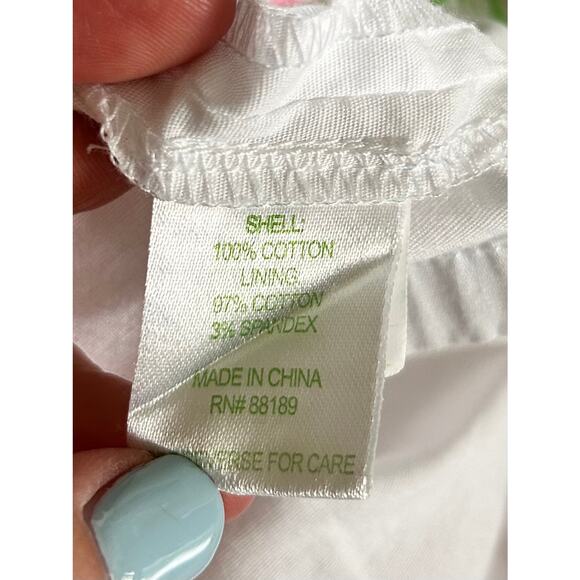 SHELL:
100% COTTON
LINING:
97% COTTON
3% SPANDEX
MADE IN CHINA
RN# 88189
FOR CARE